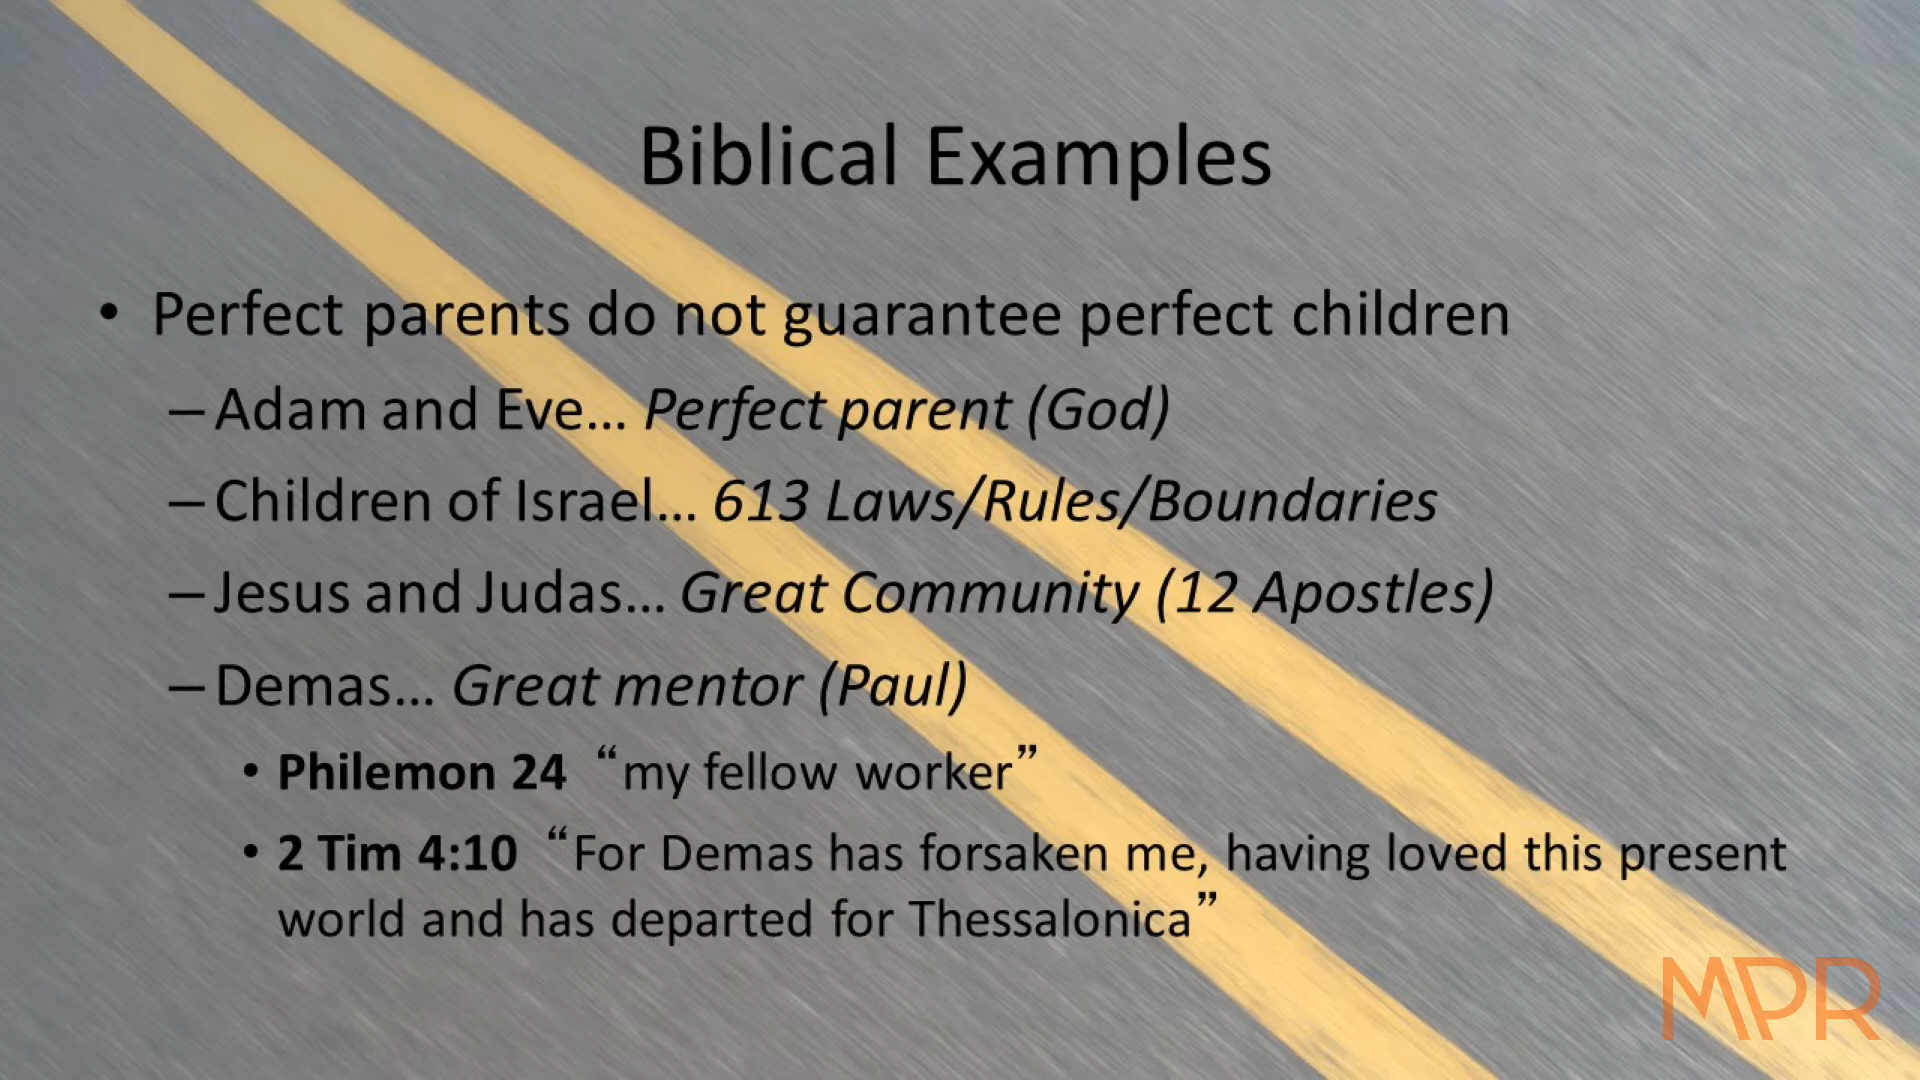 Biblical Examples
• Perfect parents do not guarantee perfect children
– Adam and Eve... Perfect parent (God)
– Children of Israel... 613 Laws/Rules/Boundaries
– Jesus and Judas... Great Community (12 Apostles)
– Demas... Great mentor (Paul)
• Philemon 24 “my fellow worker”
• 2 Tim 4:10 “For Demas has forsaken me, having loved this present
world and has departed for Thessalonica”
MPR